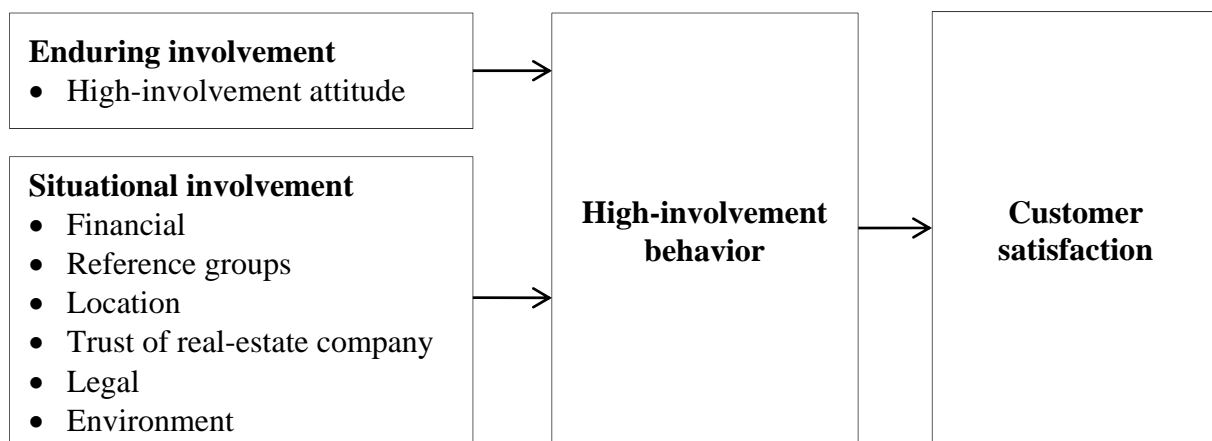 Enduring involvement
• High-involvement attitude
Situational involvement
• Financial
• Reference groups
• Location
• Trust of real-estate company
• Legal
• Environment
High-involvement
behavior
Customer
satisfaction